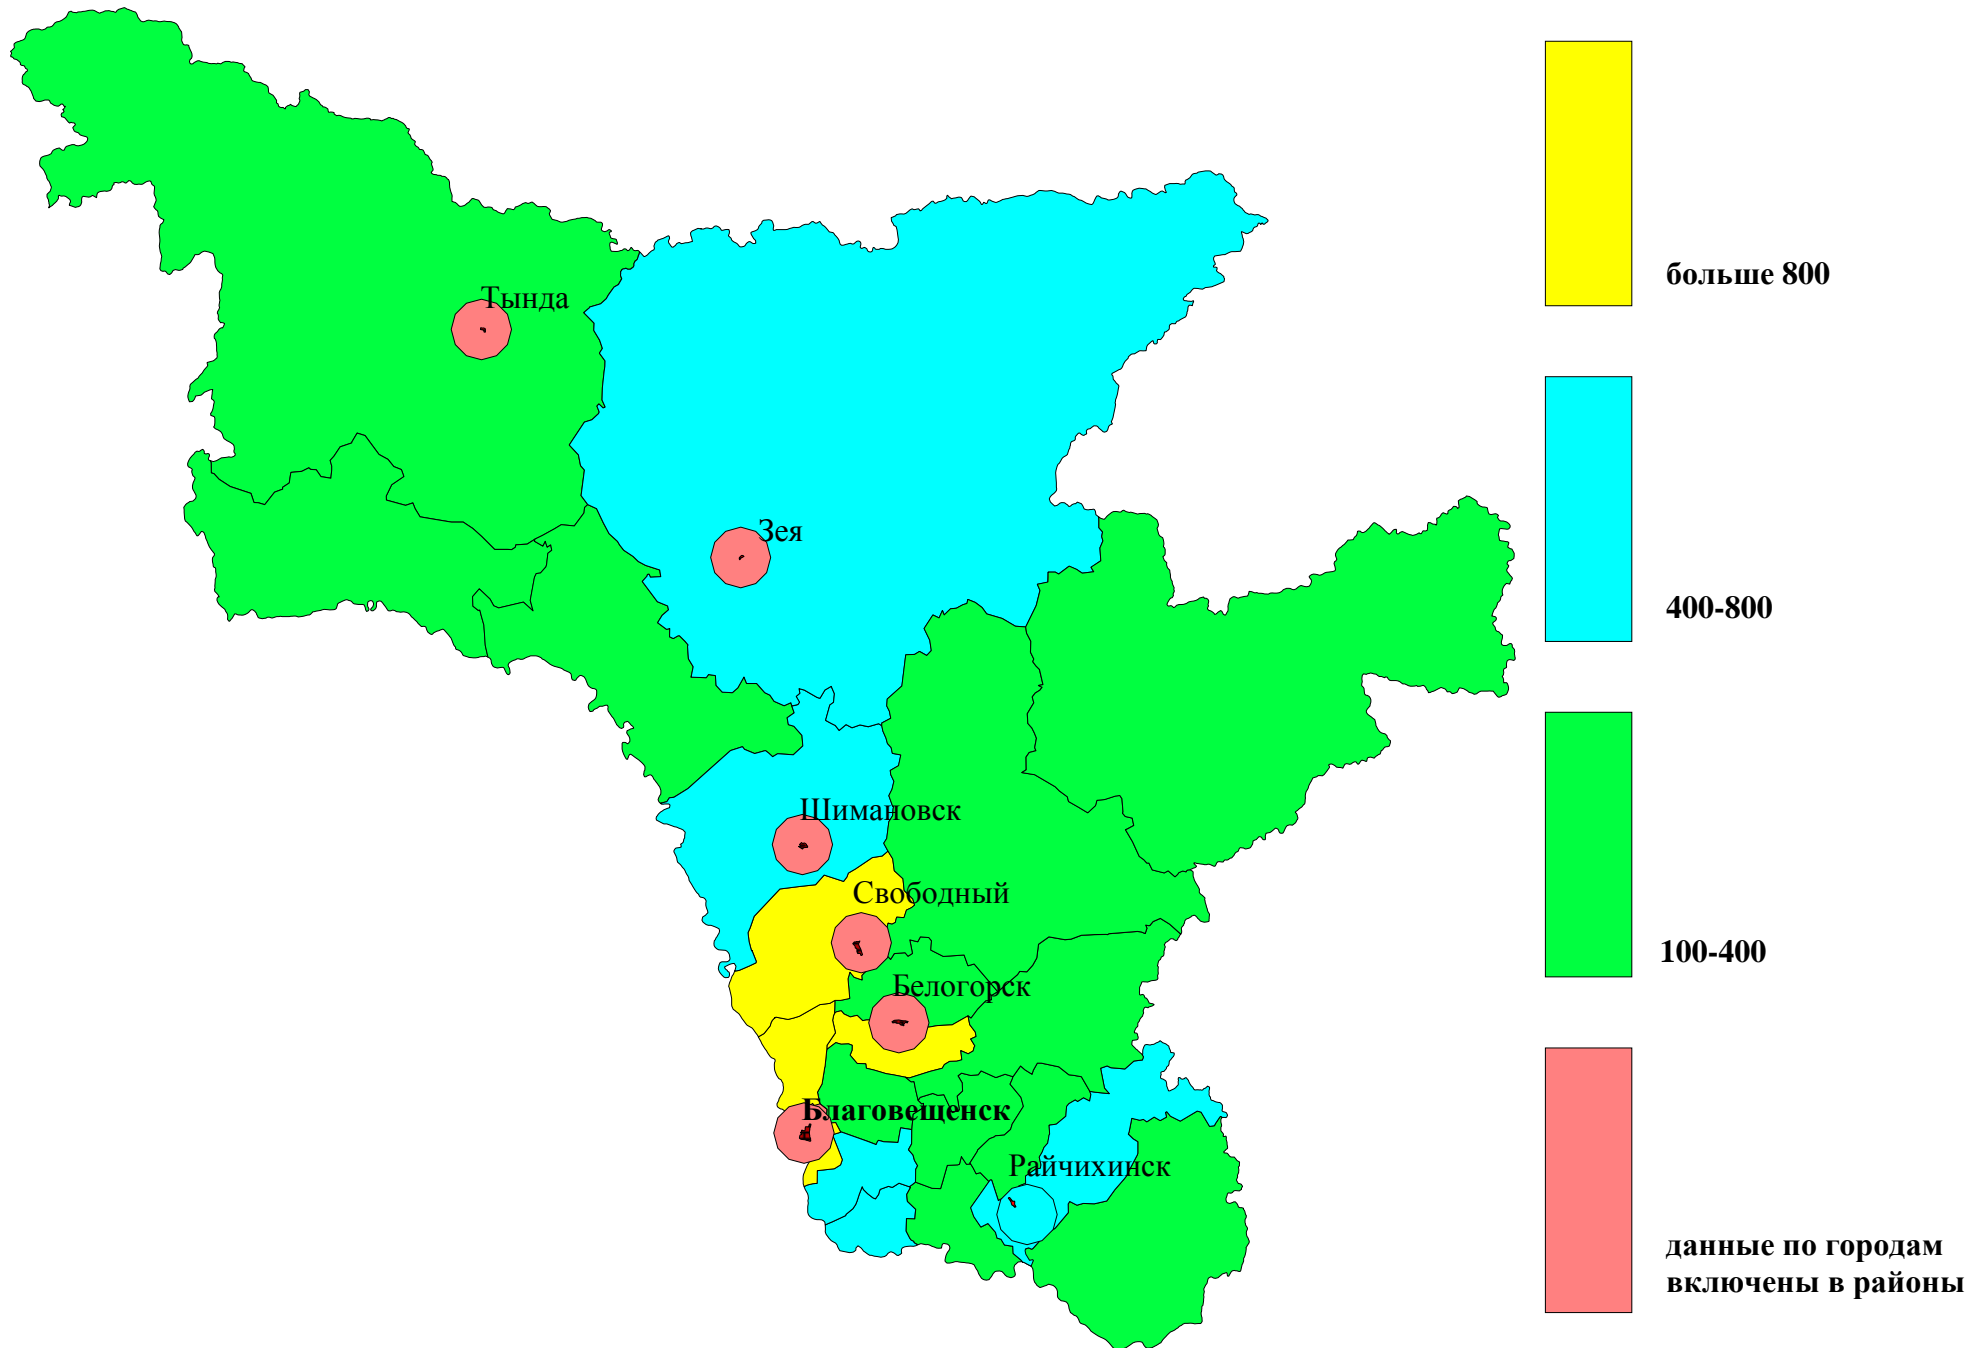 больше 800
Тында
Зея
400-800
Шимановск
Свободный
100-400
Белогорск
Благовещенск
Райчихинск
данные по городам
включены в районы